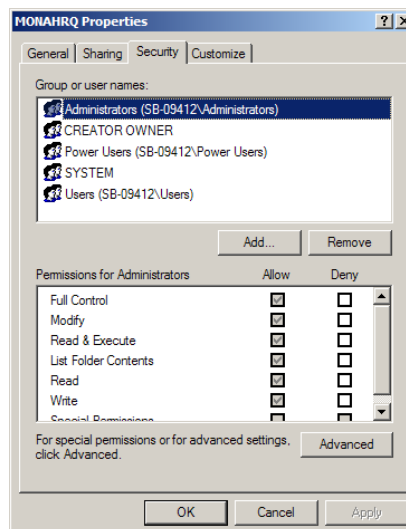 MONAHRQ Properties
General
Sharing
Security
Customize
Group or user names:
Administrators (SB-09412\Administrators)
CREATOR OWNER
Power Users (SB-09412\Power Users)
SYSTEM
Users (SB-09412\Users)
Add...
Remove
Permissions for Administrators Allow Deny
Full Control
Modify
Read & Execute
List Folder Contents
Read
Write
Special Permissions
For special permissions or for advanced settings,
click Advanced.
Advanced
OK
Cancel
Apply